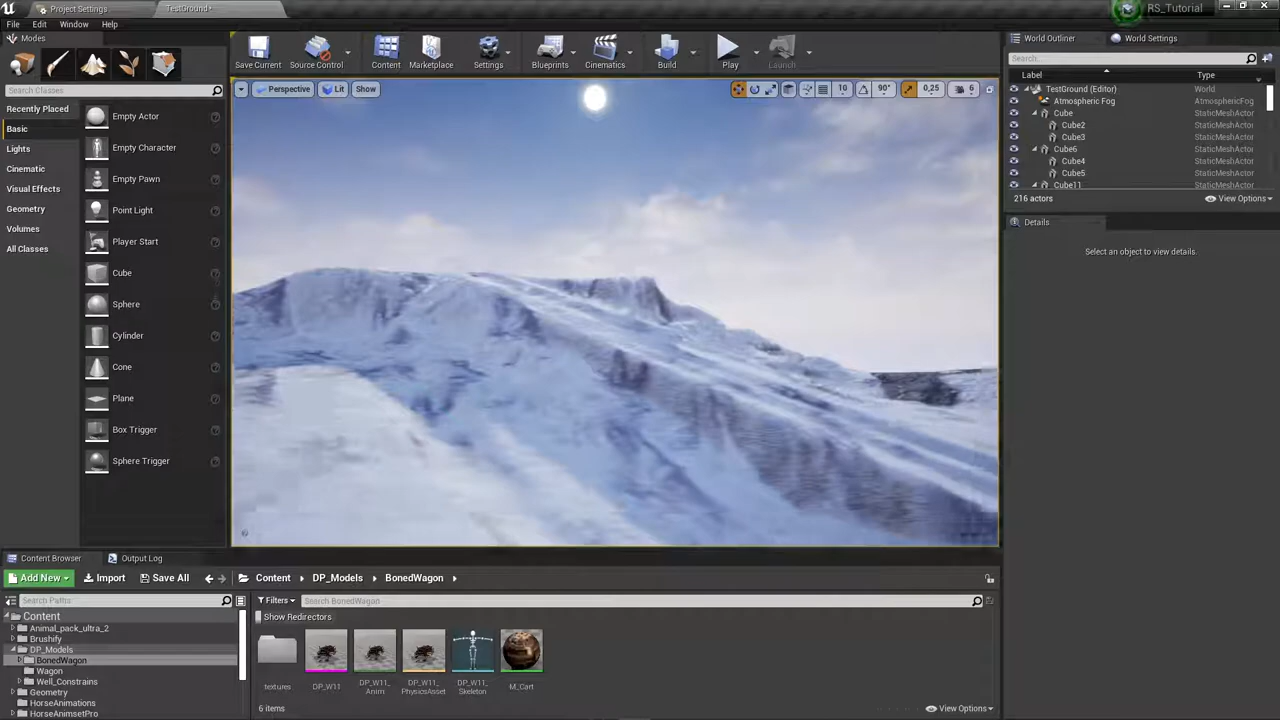 Project Settings
TestGround*
RS_Tutorial
File Edit Window Help
Modes
Search Classes
Recently Placed
Basic
Lights
Cinematic
Visual Effects
Geometry
Volumes
All Classes
Empty Actor
Empty Character
Empty Pawn
Point Light
Player Start
Cube
Sphere
Cylinder
Cone
Plane
Box Trigger
Sphere Trigger
Save Current
Source Control
Content
Marketplace
Settings
Blueprints
Cinematics
Build
Play
Launch
Perspective
Lit
Show
10
90°
0,25
6
World Outliner
World Settings
Search...
Label
Type
TestGround (Editor) World
Atmospheric Fog AtmosphericFog
Cube StaticMeshActor
Cube2 StaticMeshActor
Cube3 StaticMeshActor
Cube6 StaticMeshActor
Cube4 StaticMeshActor
Cube5 StaticMeshActor
Cube11 StaticMeshActor
216 actors
View Options
Details
Select an object to view details.
Content Browser
Output Log
Add New
Import
Save All
Content
DP_Models
BonedWagon
Search Paths
Filters
Search BonedWagon
Show Redirectors
Content
Animal_pack_ultra_2
Brushify
DP_Models
BonedWagon
Wagon
Well_Constrains
Geometry
HorseAnimations
HorseAnimsetPro
textures
DP_W11
DP_W11_
Anim
DP_W11_
PhysicsAsset
DP_W11_
Skeleton
M_Cart
6 items
View Options